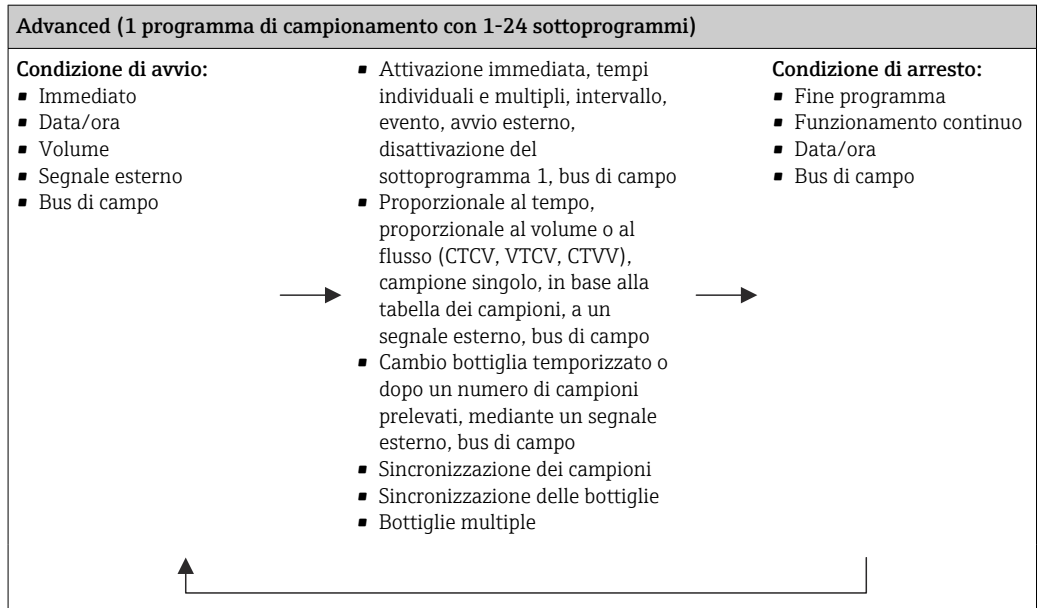 Advanced (1 programma di campionamento con 1-24 sottoprogrammi)
Condizione di avvio:
▪ Immediato
▪ Data/ora
▪ Volume
▪ Segnale esterno
▪ Bus di campo
▪ Attivazione immediata, tempi
individuali e multipli, intervallo,
evento, avvio esterno,
disattivazione del
sottoprogramma 1, bus di campo
▪ Proporzionale al tempo,
proporzionale al volume o al
flusso (CTCV, VTCV, CTVV),
campione singolo, in base alla
tabella dei campioni, a un
segnale esterno, bus di campo
▪ Cambio bottiglia temporizzato o
dopo un numero di campioni
prelevati, mediante un segnale
esterno, bus di campo
▪ Sincronizzazione dei campioni
▪ Sincronizzazione delle bottiglie
▪ Bottiglie multiple
Condizione di arresto:
▪ Fine programma
▪ Funzionamento continuo
▪ Data/ora
▪ Bus di campo